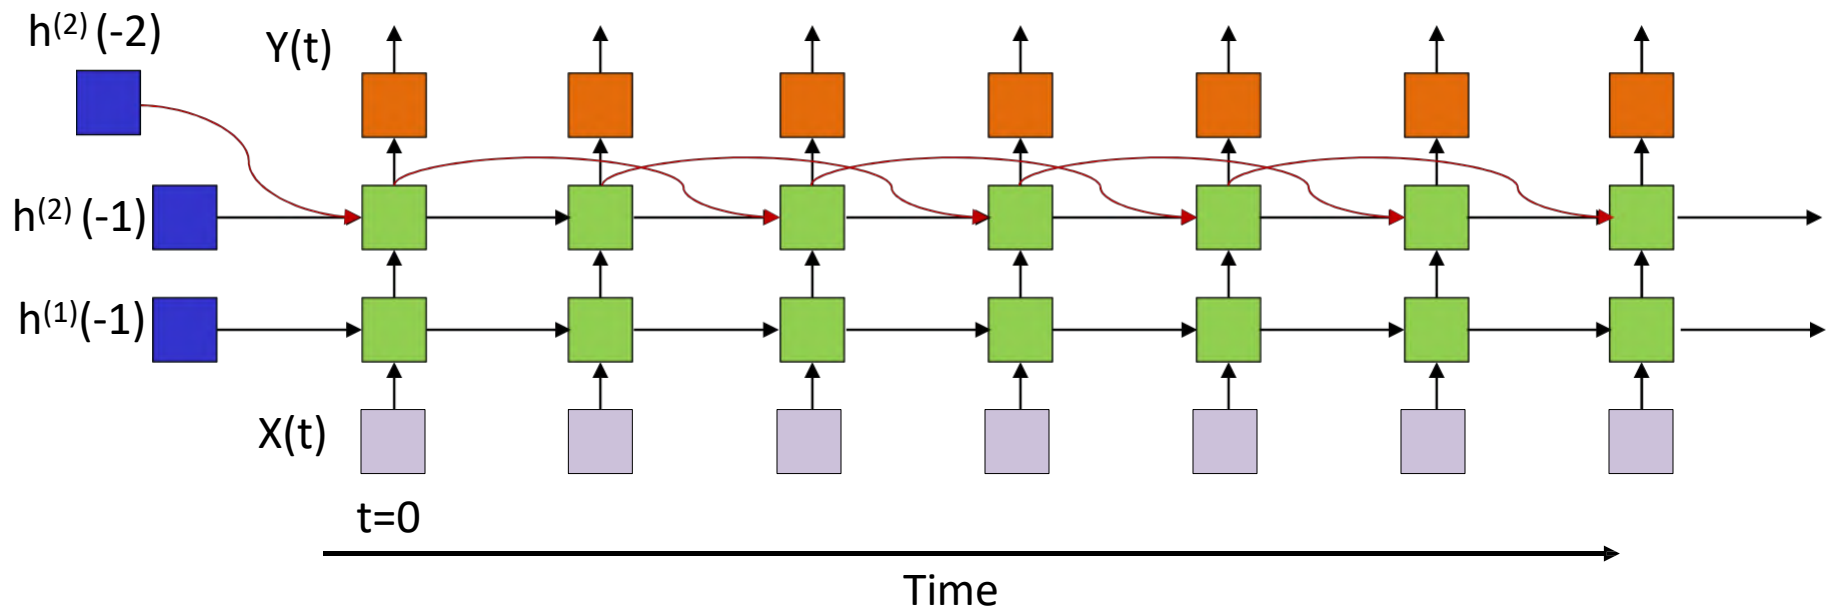 h⁽²⁾ (-2)
Y(t)
h⁽²⁾ (-1)
h⁽¹⁾(-1)
X(t)
t=0
Time